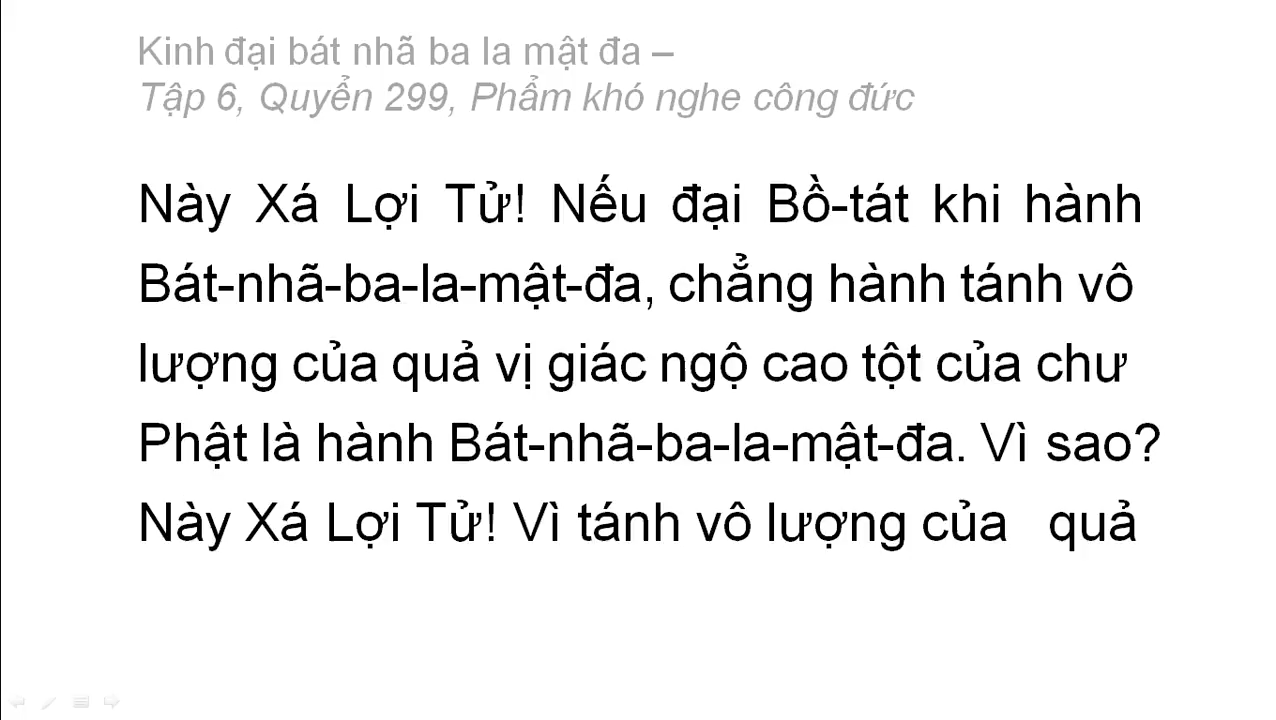 Kinh đại bát nhã ba la mật đa –
Tập 6, Quyển 299, Phẩm khó nghe công đức
Này Xá Lợi Tử! Nếu đại Bồ-tát khi hành
Bát-nhã-ba-la-mật-đa, chẳng hành tánh vô
lượng của quả vị giác ngộ cao tột của chư
Phật là hành Bát-nhã-ba-la-mật-đa. Vì sao?
Này Xá Lợi Tử! Vì tánh vô lượng của quả